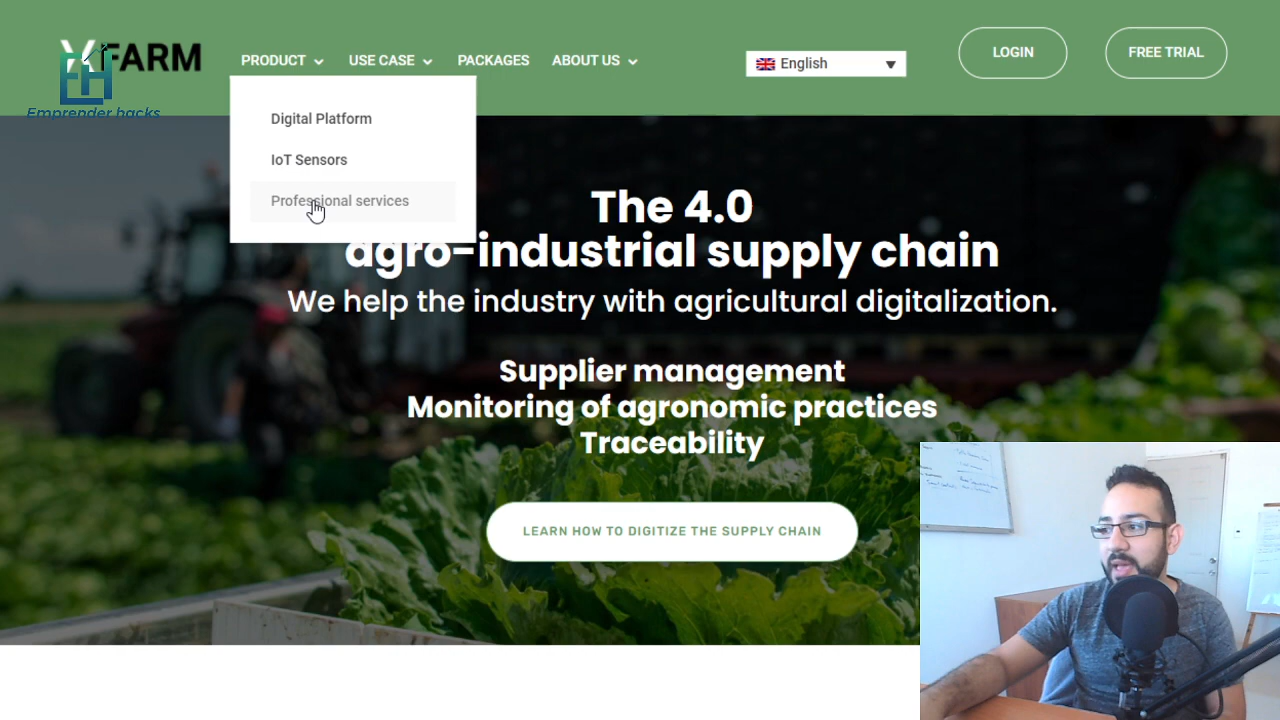 FARM
EH
Emprender hacks
PRODUCT
USE CASE
PACKAGES
ABOUT US
English
LOGIN
FREE TRIAL
Digital Platform
IoT Sensors
Professional services
The 4.0
agro-industrial supply chain
We help the industry with agricultural digitalization.
Supplier management
Monitoring of agronomic practices
Traceability
LEARN HOW TO DIGITIZE THE SUPPLY CHAIN